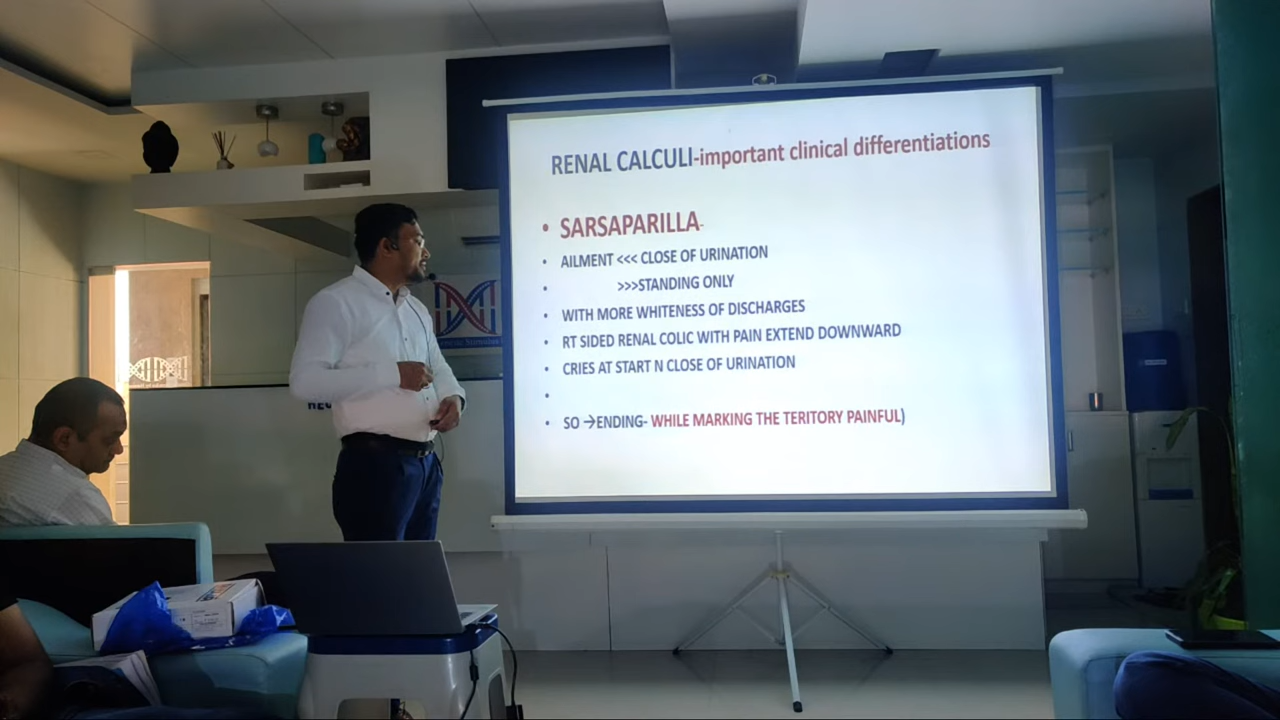 RENAL CALCULI-important clinical differentiations
• SARSAPARILLA-
• AILMENT <<< CLOSE OF URINATION
• >>>STANDING ONLY
• WITH MORE WHITENESS OF DISCHARGES
• RT SIDED RENAL COLIC WITH PAIN EXTEND DOWNWARD
• CRIES AT START N CLOSE OF URINATION
•
• SO →ENDING- WHILE MARKING THE TERITORY PAINFUL)